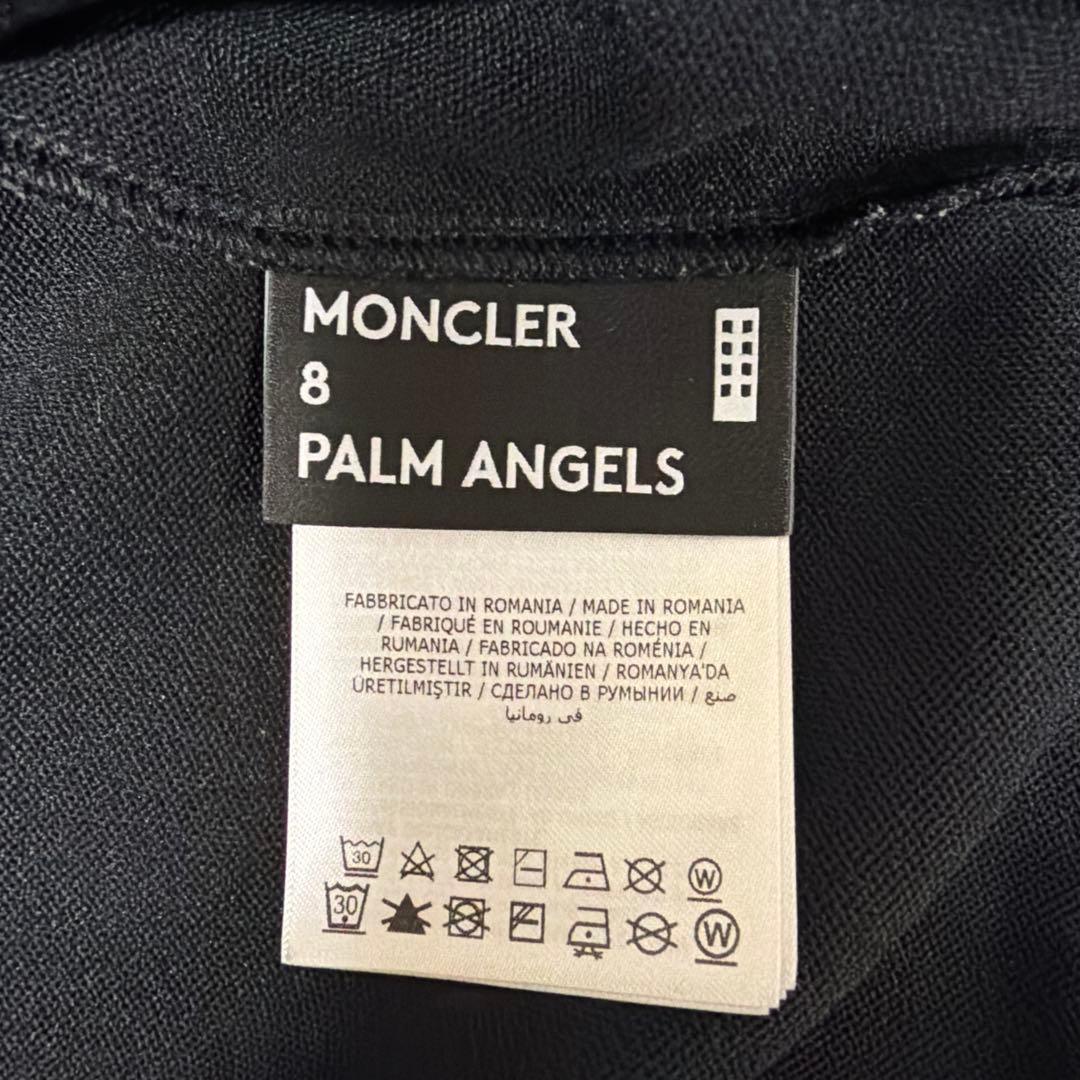 MONCLER
8
PALM ANGELS
FABBRICATO IN ROMANIA / MADE IN ROMANIA
/ FABRIQUÉ EN ROUMANIE / HECHO EN
RUMANIA / FABRICADO NA ROMÉNIA /
HERGESTELLT IN RUMÄNIEN / ROMANYA'DA
ÜRETILMIŞTIR / СДЕЛАНО В РУМЫНИИ / صنع
في رومانيا
30 W
30 W